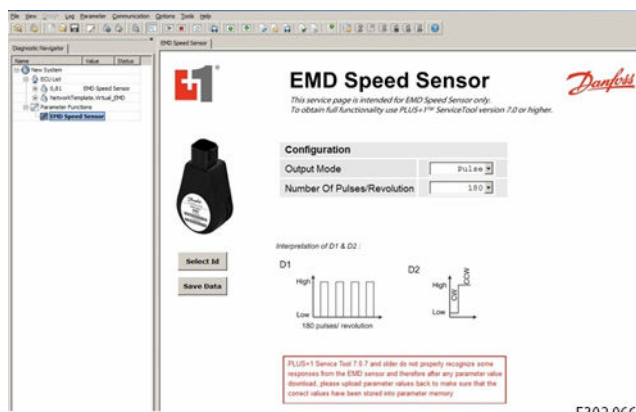 File View Design Log Parameter Communication Options Tools Help
Diagnostic Navigator
EMD Speed Sensor
Name Value Status
New System
ECU List
0,81 EMD Speed Sensor
NetworkTemplate.Virtual_EMD
Parameter Functions
EMD Speed Sensor
EMD Speed Sensor
Danfoss
This service page is intended for EMD Speed Sensor only.
To obtain full functionality use PLUS+1™ ServiceTool version 7.0 or higher.
Configuration
Output Mode Pulse
Number Of Pulses/Revolution 180
Select Id
Save Data
Interpretation of D1 & D2 :
D1
High
Low
180 pulses/ revolution
D2
High
Low
CW
CCW
PLUS+1 Service Tool 7.0.7 and older do not properly recognize some
responses from the EMD sensor and therefore after any parameter value
download, please upload parameter values back to make sure that the
correct values have been stored into parameter memory